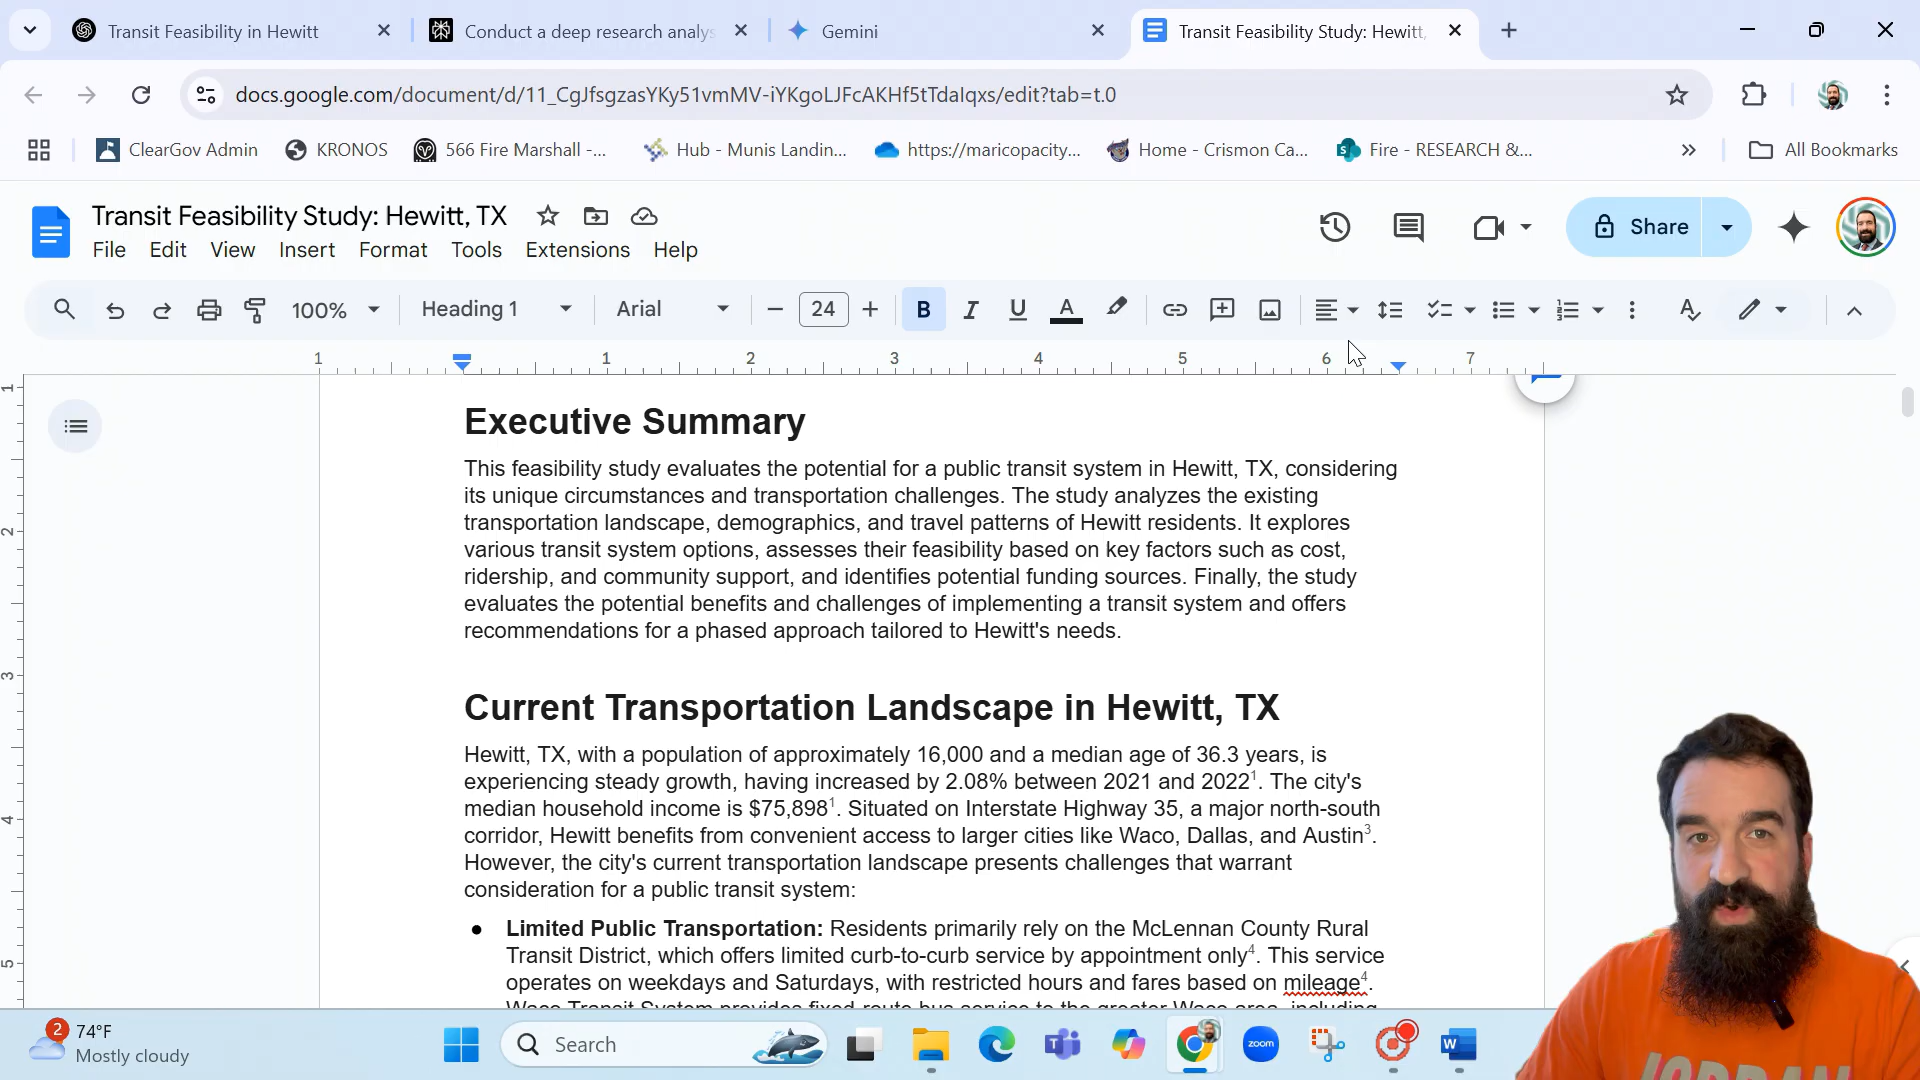 Transit Feasibility in Hewitt
Conduct a deep research analys
Gemini
Transit Feasibility Study: Hewitt,
docs.google.com/document/d/11_CgJfsgzasYKy51vmMV-iYKgoLJFcAKHf5tTdaIqxs/edit?tab=t.0
ClearGov Admin
KRONOS
566 Fire Marshall -...
Hub - Munis Landin...
https://maricopacity...
Home - Crismon Ca...
Fire - RESEARCH &...
All Bookmarks
Transit Feasibility Study: Hewitt, TX
Share
File Edit View Insert Format Tools Extensions Help
100% Heading 1 Arial 24 B I U A
1 1 2 3 4 5 6 7
1
2
3
4
5
Executive Summary
This feasibility study evaluates the potential for a public transit system in Hewitt, TX, considering
its unique circumstances and transportation challenges. The study analyzes the existing
transportation landscape, demographics, and travel patterns of Hewitt residents. It explores
various transit system options, assesses their feasibility based on key factors such as cost,
ridership, and community support, and identifies potential funding sources. Finally, the study
evaluates the potential benefits and challenges of implementing a transit system and offers
recommendations for a phased approach tailored to Hewitt's needs.
Current Transportation Landscape in Hewitt, TX
Hewitt, TX, with a population of approximately 16,000 and a median age of 36.3 years, is
experiencing steady growth, having increased by 2.08% between 2021 and 2022¹. The city's
median household income is $75,898¹. Situated on Interstate Highway 35, a major north-south
corridor, Hewitt benefits from convenient access to larger cities like Waco, Dallas, and Austin³.
However, the city's current transportation landscape presents challenges that warrant
consideration for a public transit system:
● Limited Public Transportation: Residents primarily rely on the McLennan County Rural
Transit District, which offers limited curb-to-curb service by appointment only⁴. This service
operates on weekdays and Saturdays, with restricted hours and fares based on mileage⁴.
Waco Transit System provides fixed-route bus service to the greater Waco area, including
2
74°F
Mostly cloudy
Search
zoom
W
JORDAN